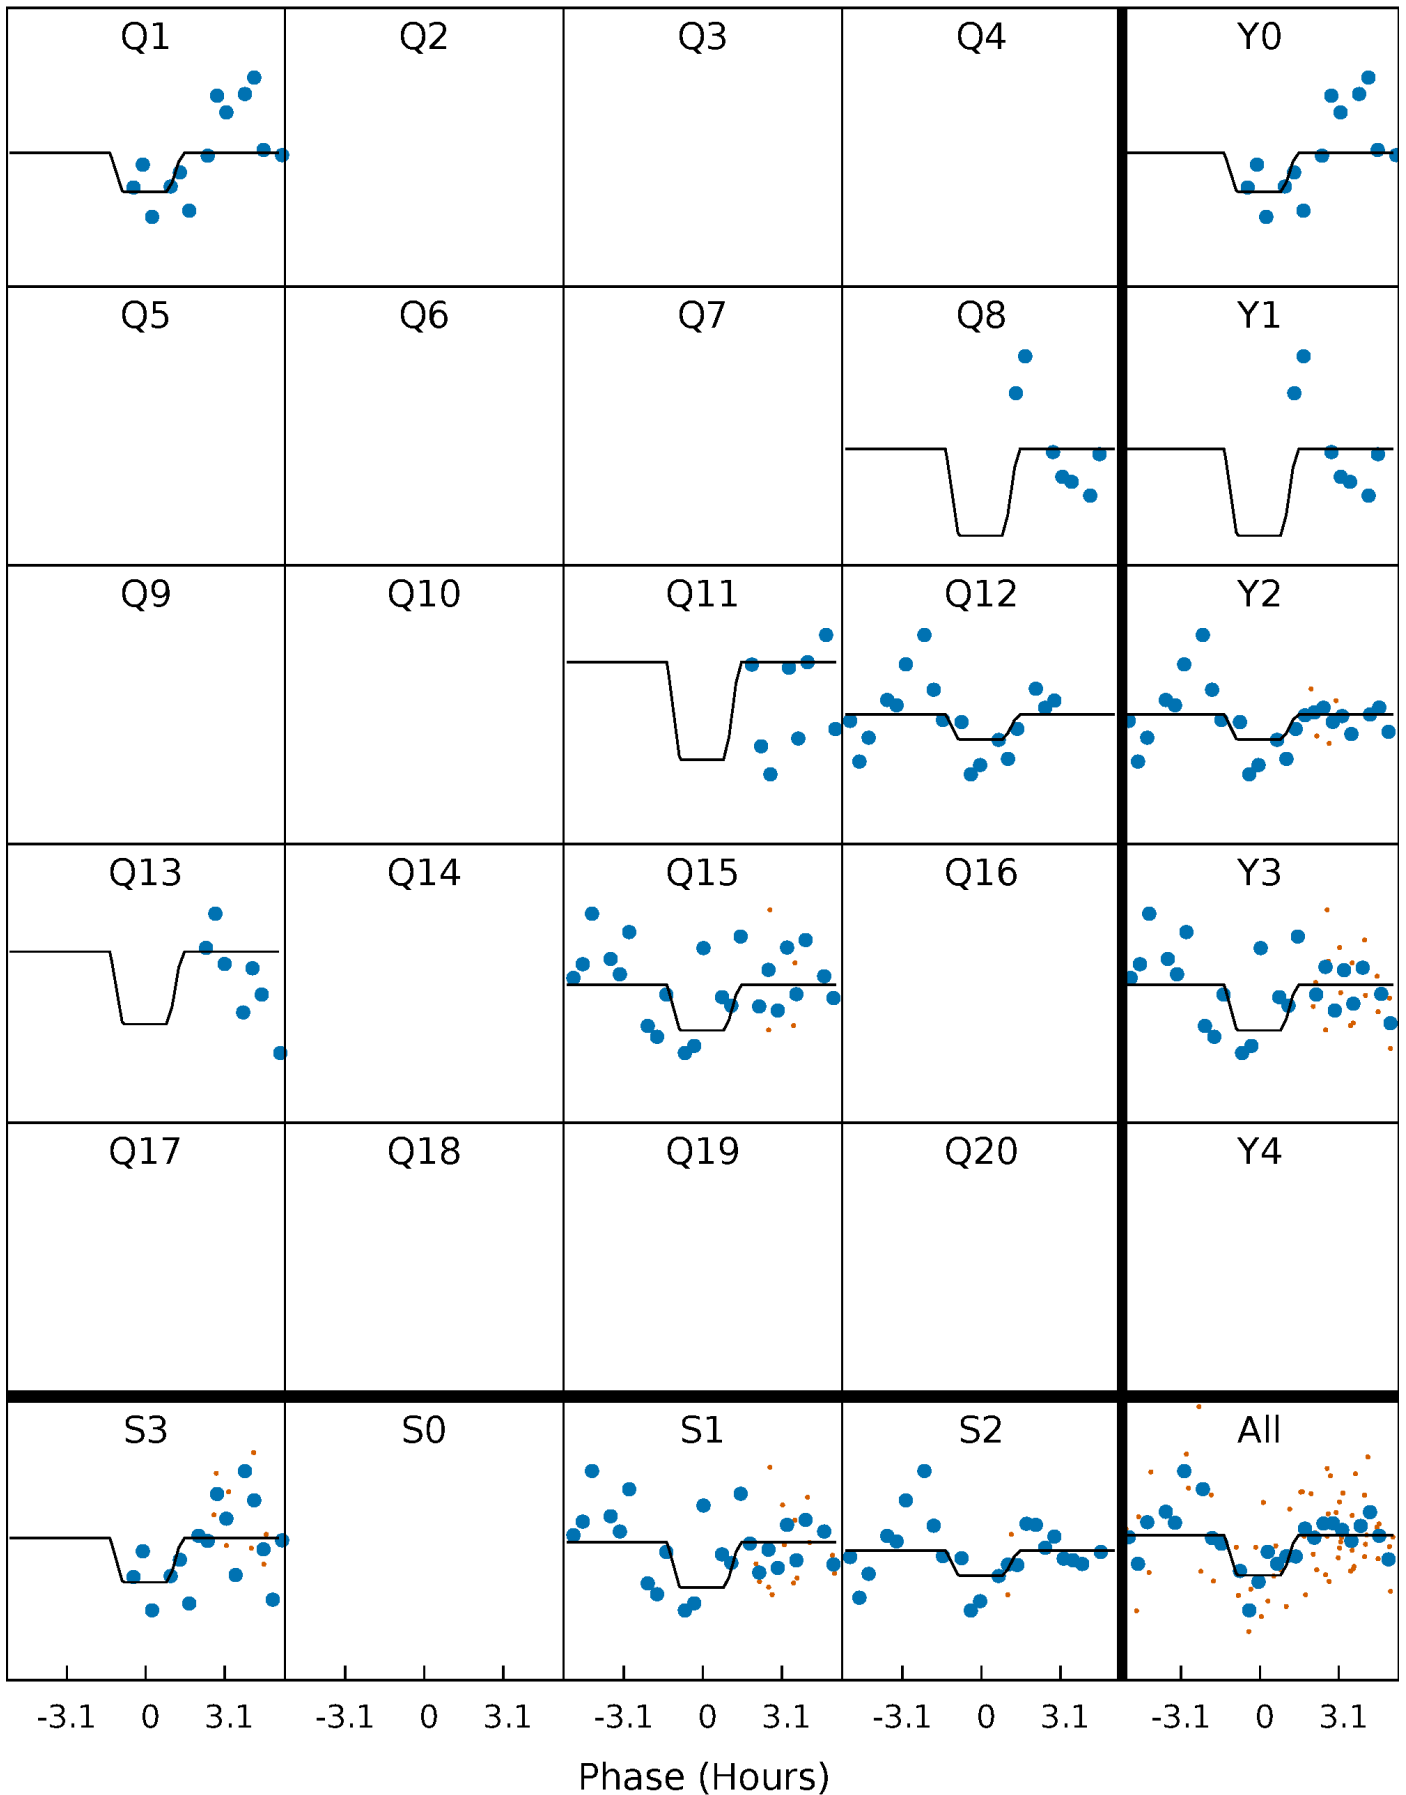 Q1 Q2 Q3 Q4 Y0
Q5 Q6 Q7 Q8 Y1
Q9 Q10 Q11 Q12 Y2
Q13 Q14 Q15 Q16 Y3
Q17 Q18 Q19 Q20 Y4
S3 S0 S1 S2 All
-3.1 0 3.1 -3.1 0 3.1 -3.1 0 3.1 -3.1 0 3.1 -3.1 0 3.1
Phase (Hours)